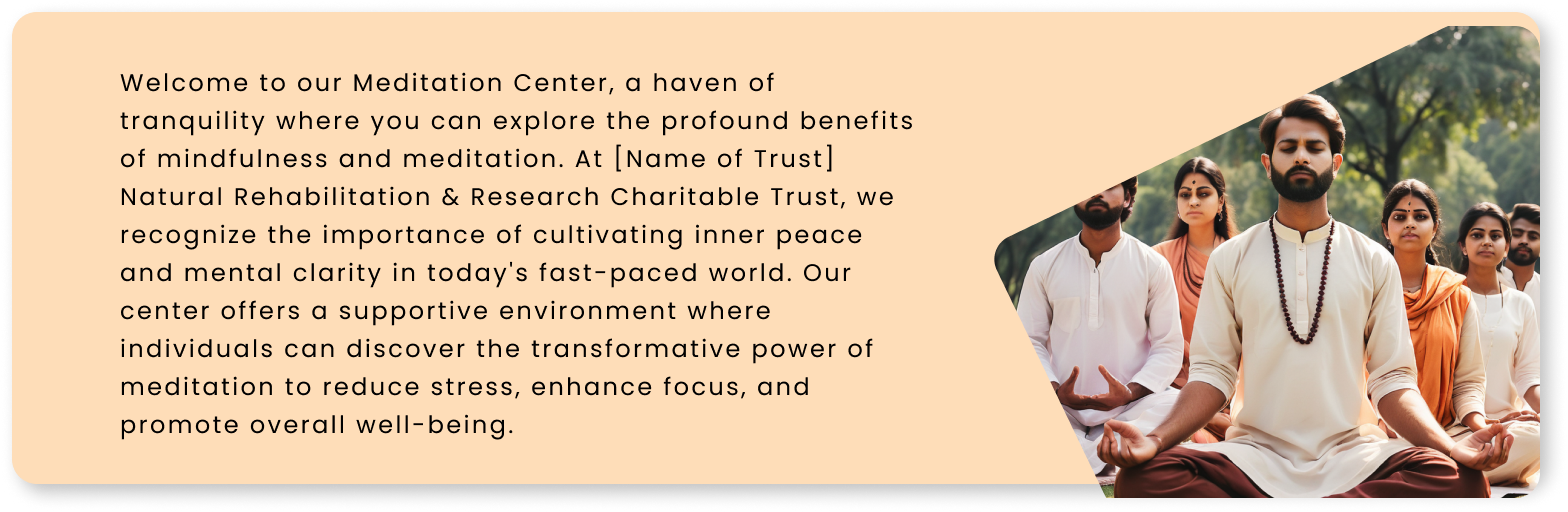 Welcome to our Meditation Center, a haven of
tranquility where you can explore the profound benefits
of mindfulness and meditation. At [Name of Trust]
Natural Rehabilitation & Research Charitable Trust, we
recognize the importance of cultivating inner peace
and mental clarity in today's fast-paced world. Our
center offers a supportive environment where
individuals can discover the transformative power of
meditation to reduce stress, enhance focus, and
promote overall well-being.